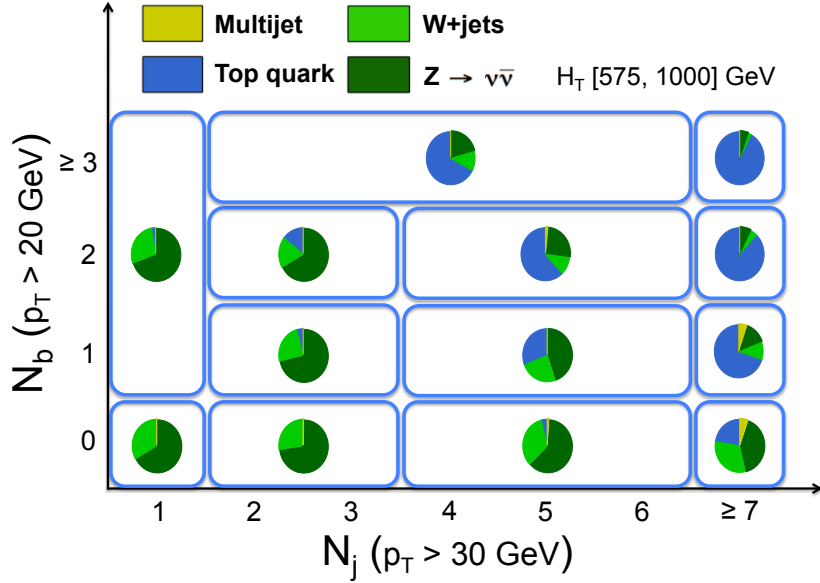 Multijet
W+jets
Top quark
Z → νν̅
H_T [575, 1000] GeV
N_b (p_T > 20 GeV)
≥ 3
2
1
0
1 2 3 4 5 6 ≥ 7
N_j (p_T > 30 GeV)